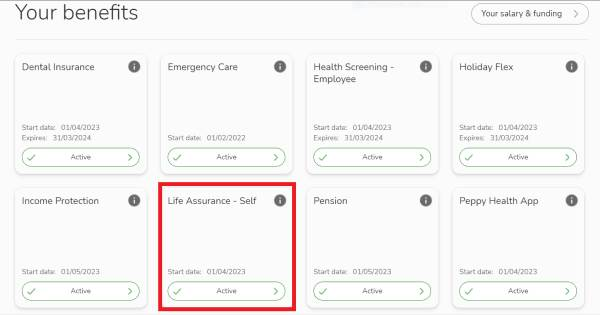 Your benefits
Your salary & funding
Dental Insurance
Start date: 01/04/2023
Expires: 31/03/2024
Active
Emergency Care
Start date: 01/02/2022
Active
Health Screening -
Employee
Start date: 01/04/2023
Expires: 31/03/2024
Active
Holiday Flex
Start date: 01/04/2023
Expires: 31/03/2024
Active
Income Protection
Start date: 01/05/2023
Active
Life Assurance - Self
Start date: 01/04/2023
Active
Pension
Start date: 01/05/2023
Active
Peppy Health App
Start date: 01/04/2023
Active